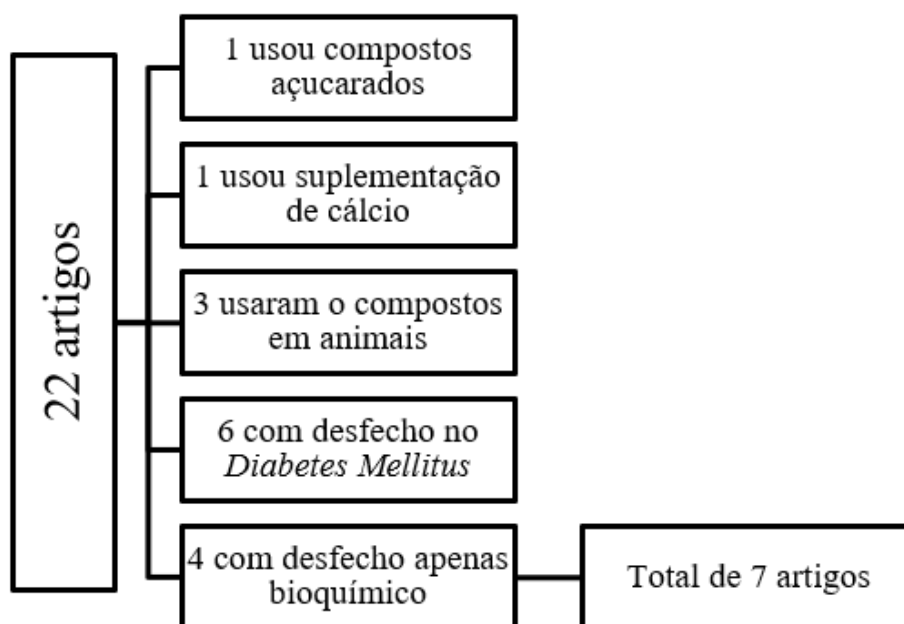 22 artigos
1 usou compostos
açucarados
1 usou suplementação
de cálcio
3 usaram o compostos
em animais
6 com desfecho no
Diabetes Mellitus
4 com desfecho apenas
bioquímico
Total de 7 artigos